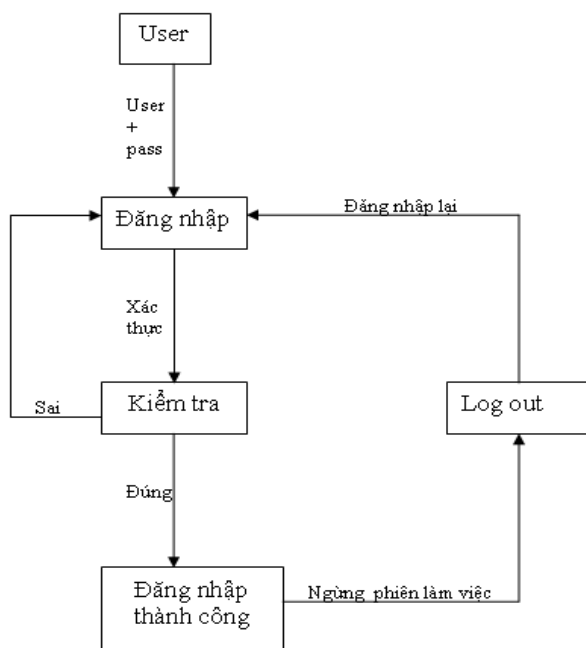 User
User
+
pass
Đăng nhập
Đăng nhập lại
Xác
thực
Sai
Kiểm tra
Log out
Đúng
Đăng nhập
thành công
Ngừng phiên làm việc